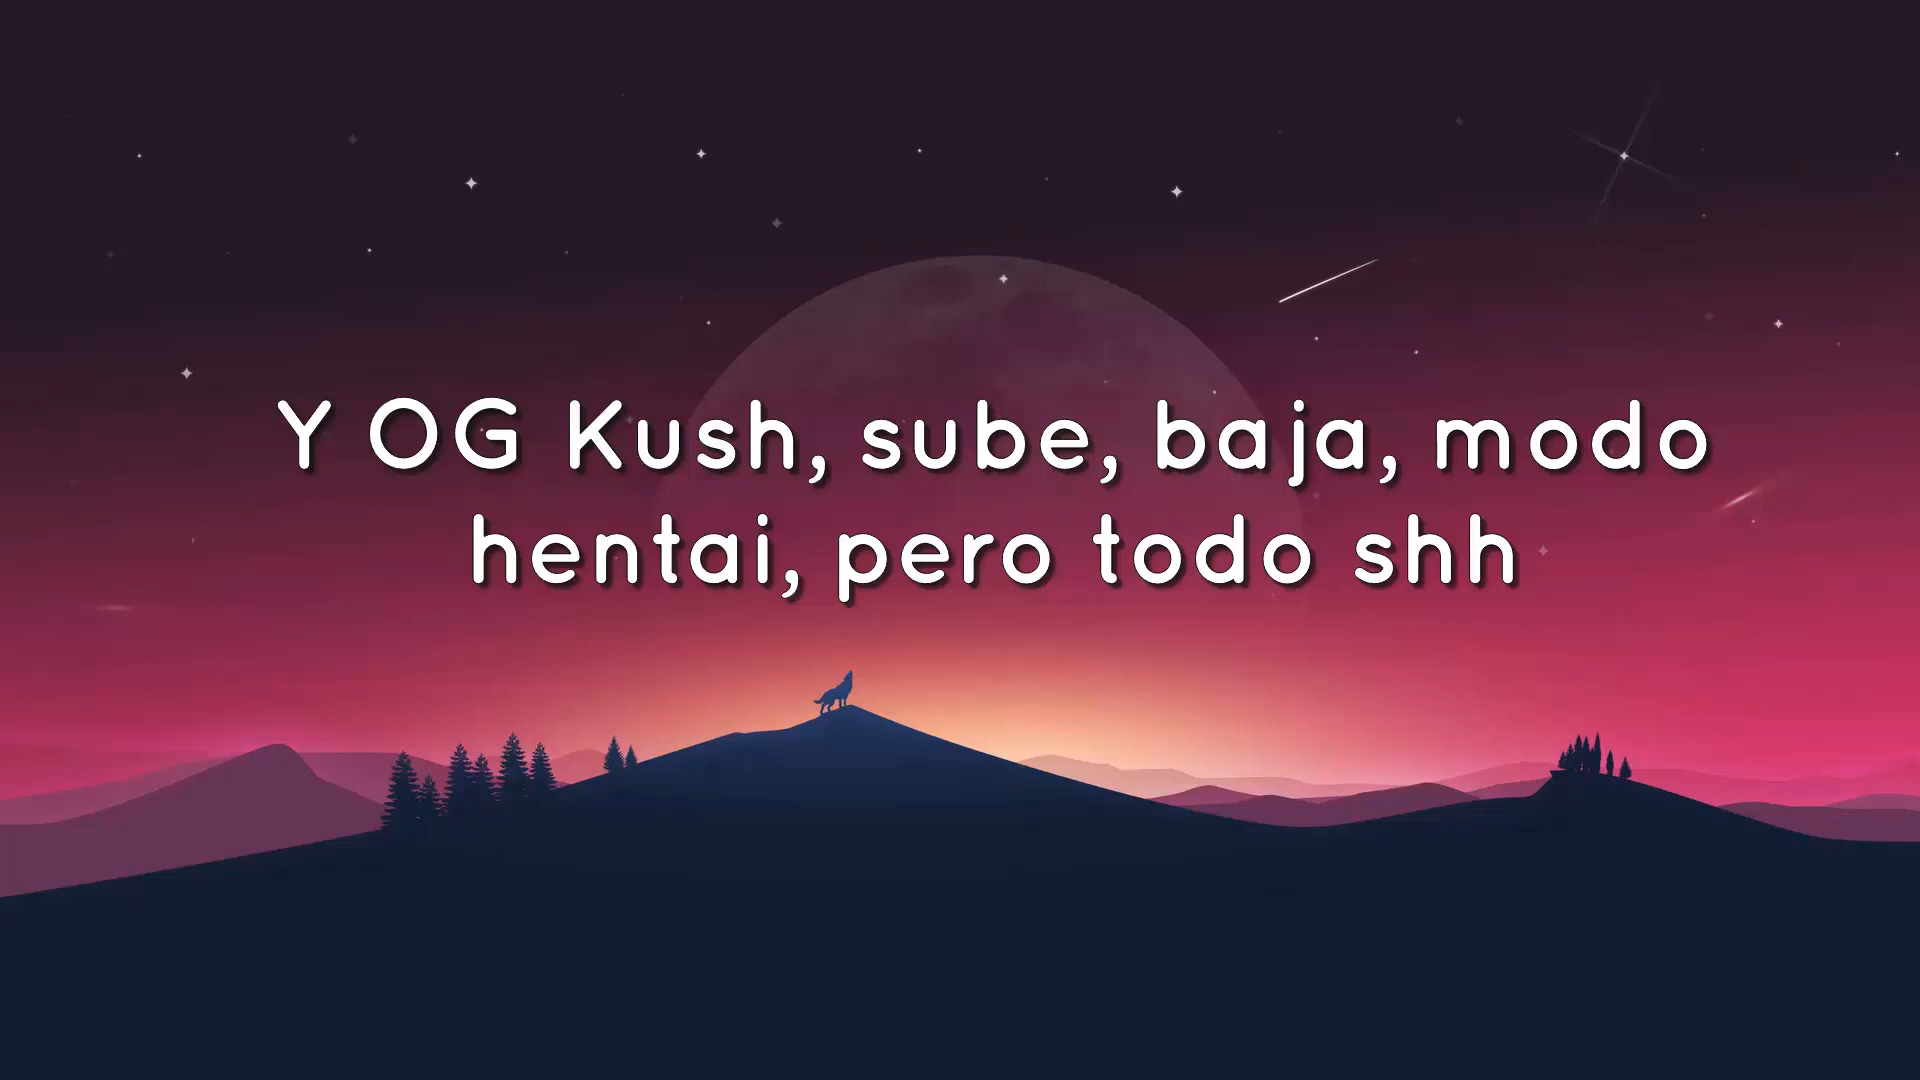 Y OG Kush, sube, baja, modo
hentai, pero todo shh